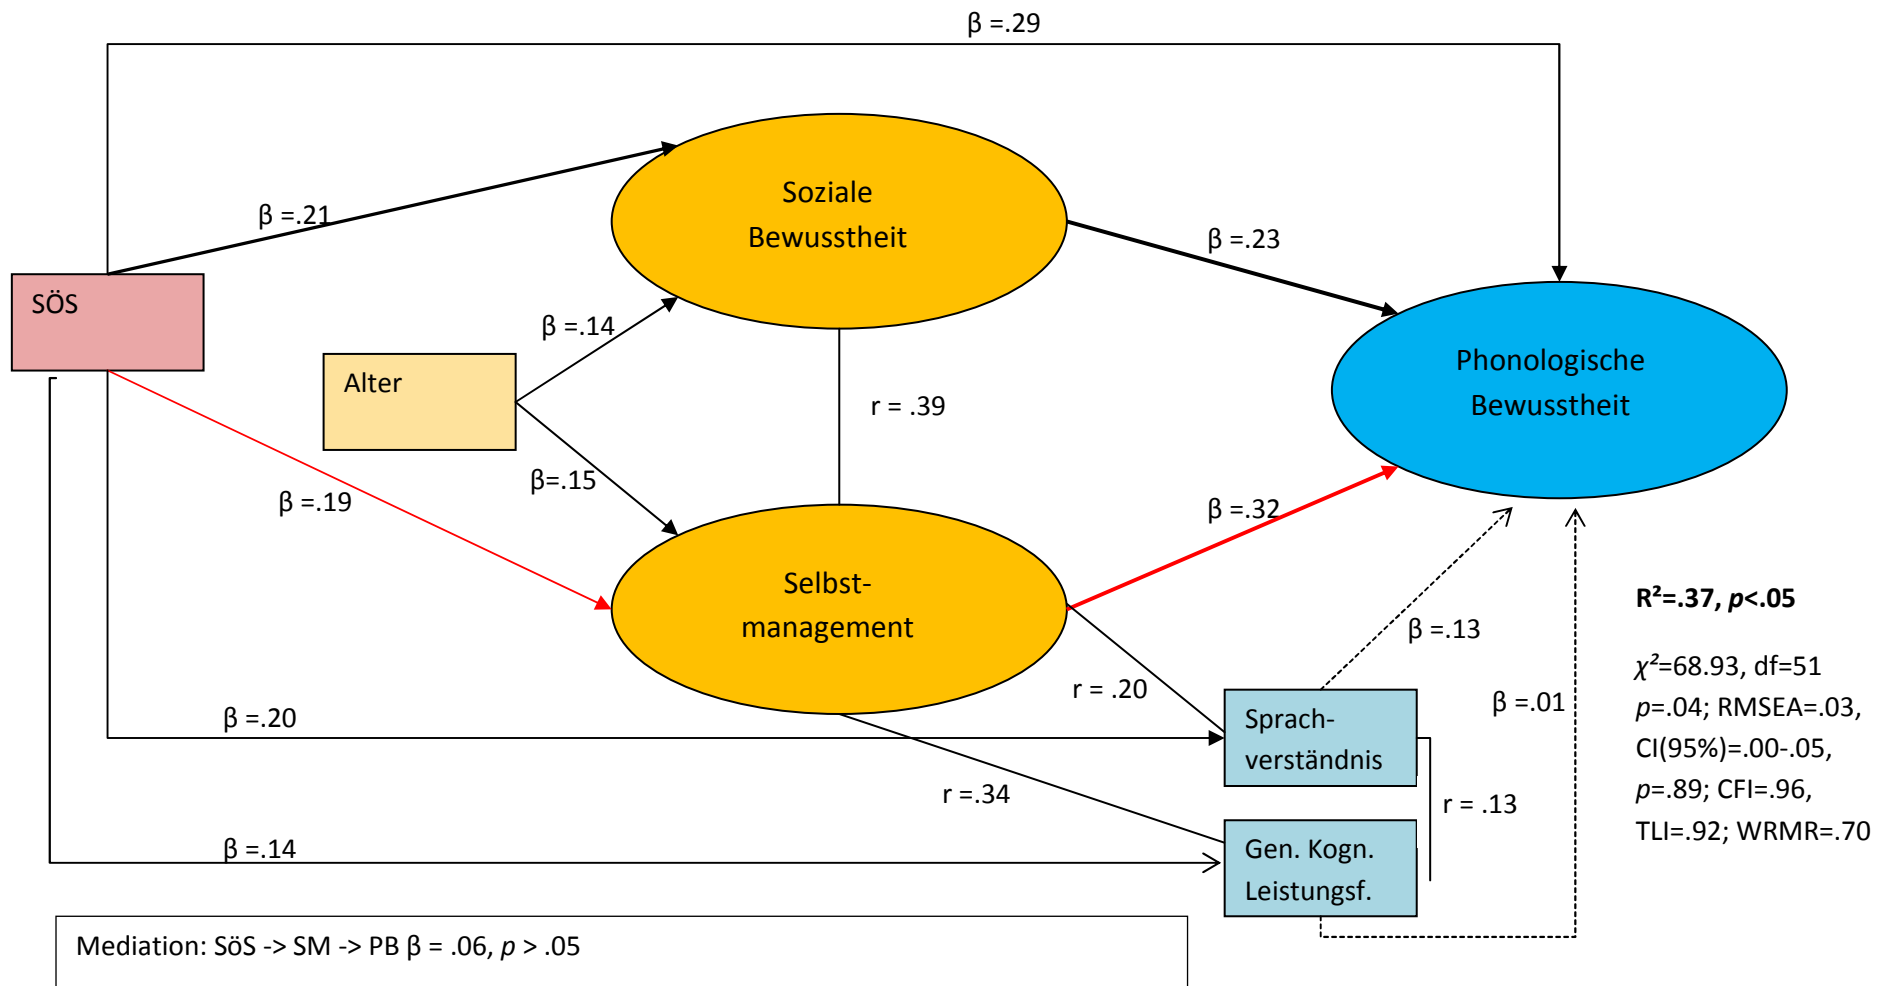 β =.29
Soziale
Bewusstheit
β =.21
β =.23
SÖS
β =.14
Alter
Phonologische
Bewusstheit
r = .39
β=.15
β =.19
β =.32
Selbst-
management
R²=.37, p<.05
β =.13
χ²=68.93, df=51
p=.04; RMSEA=.03,
CI(95%)=.00-.05,
p=.89; CFI=.96,
TLI=.92; WRMR=.70
r = .20
β =.01
β =.20
Sprach-
verständnis
r =.34
r = .13
β =.14
Gen. Kogn.
Leistungsf.
Mediation: SöS -> SM -> PB β = .06, p > .05